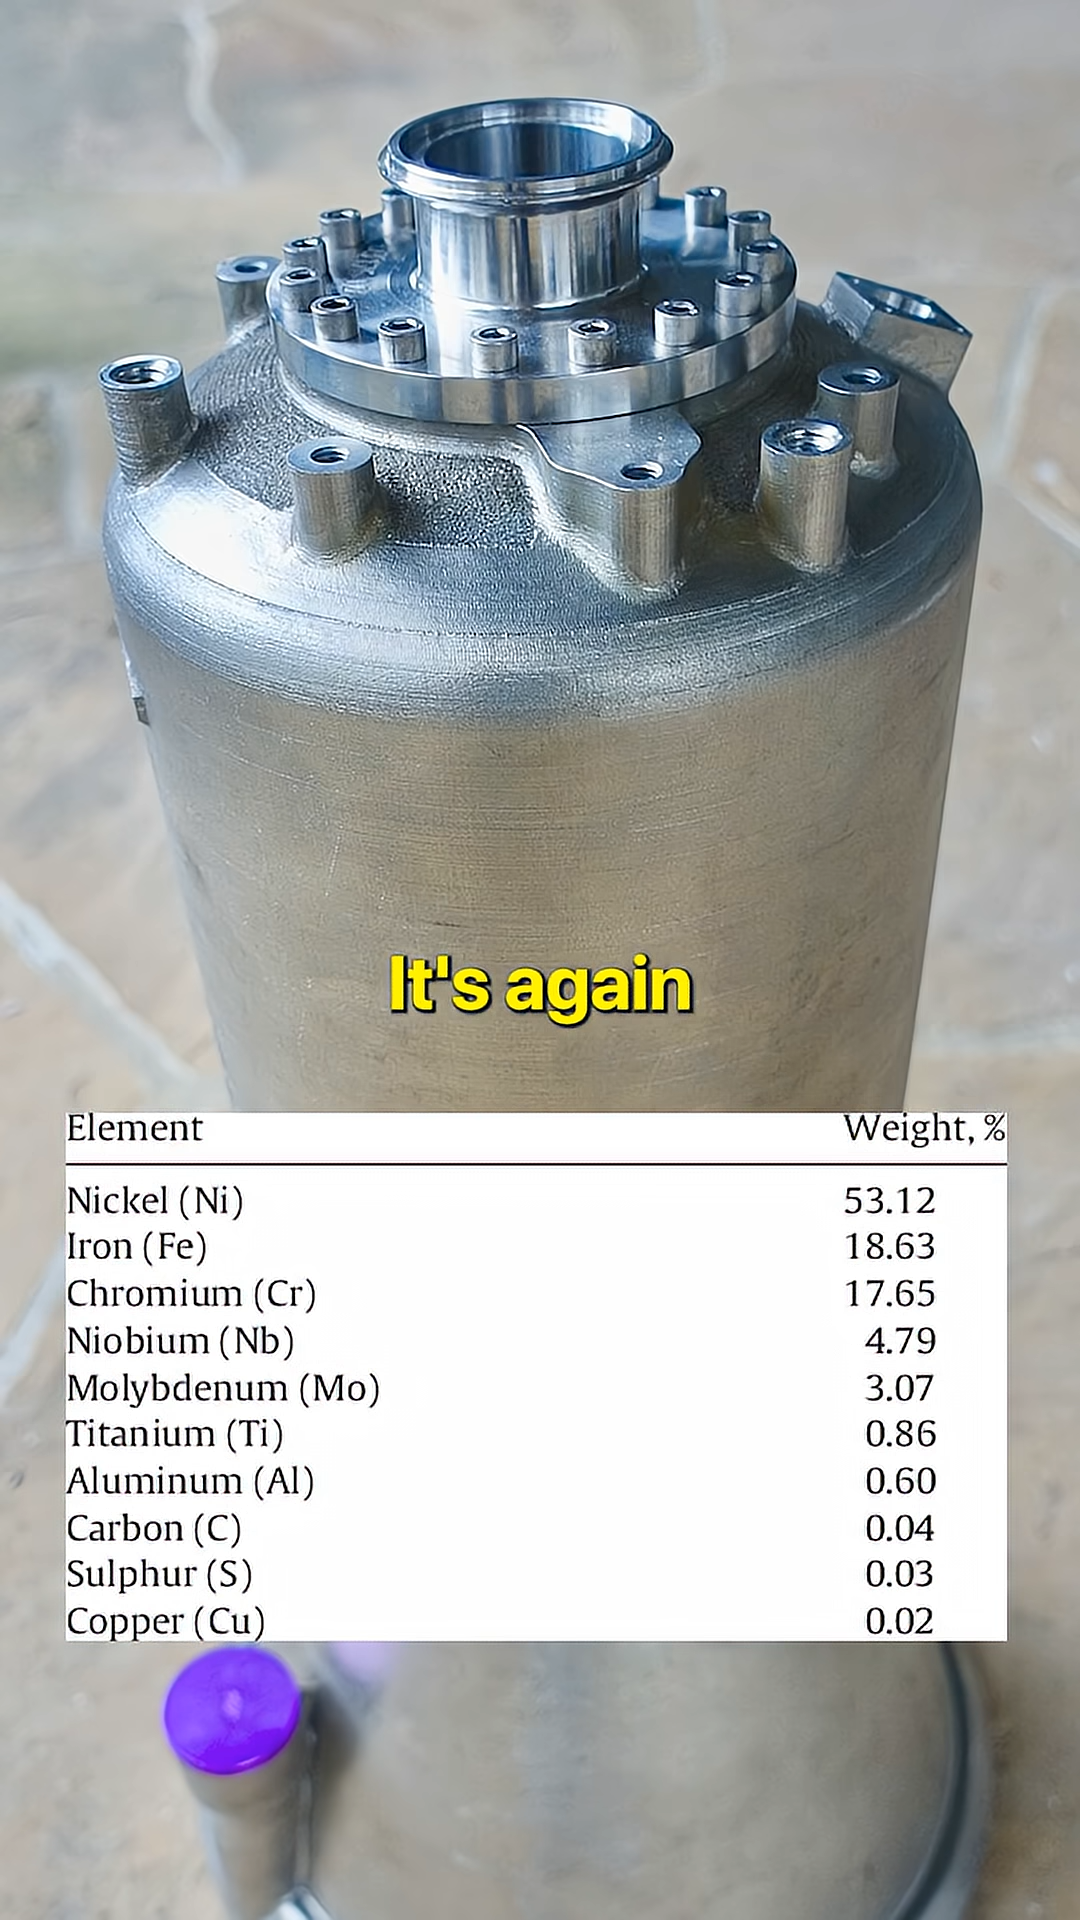 It's again
Element Weight, %
Nickel (Ni) 53.12
Iron (Fe) 18.63
Chromium (Cr) 17.65
Niobium (Nb) 4.79
Molybdenum (Mo) 3.07
Titanium (Ti) 0.86
Aluminum (Al) 0.60
Carbon (C) 0.04
Sulphur (S) 0.03
Copper (Cu) 0.02